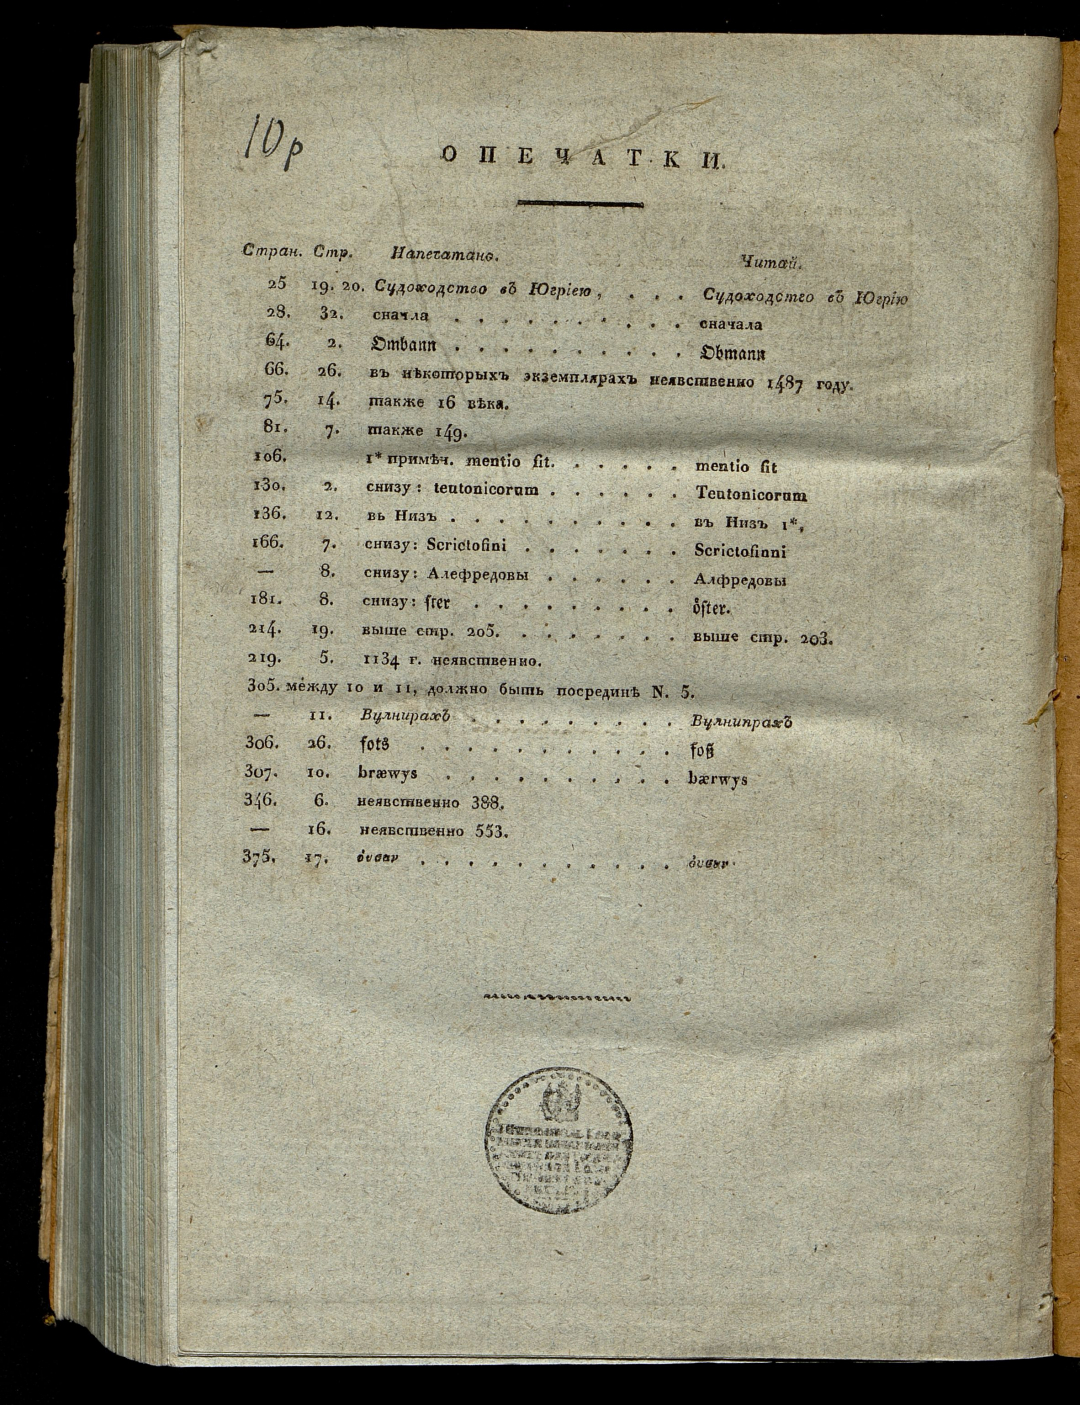 10р
ОПЕЧАТКИ.
Стран. Стр. Напечатано. Читай.
25 19. 20. Судоходство въ Югріею, . . . Судоходство въ Югрію
28. 32. сначла . . . . . . . . . . сначала
64. 2. Ombann . . . . . . . . . . Obmann
66. 26. въ нѣкоторыхъ экземплярахъ неявственно 1487 году.
75. 14. также 16 вѣка.
81. 7. также 149.
106. 1* примѣч. mentio ſit. . . . . . mentio ſit
130. 2. снизу: teutonicorum . . . . . . Teutonicorum
136. 12. вь Низъ . . . . . . . . . . въ Низъ 1*,
166. 7. снизу: Scrictofini . . . . . . . Scrictofinni
— 8. снизу: Алефредовы . . . . . . Алфредовы
181. 8. снизу: . . . . . . . . . öſter.
214. 19. выше стр. 205. . . . . . . . выше стр. 203.
219. 5. 1134 г. неявственно.
305. между 10 и 11, должно быть посрединѣ N. 5.
— 11. Вулнирахъ . . . . . . . . . Вулнипрахъ
306. 26. fots . . . . . . . . . . . foß
307. 10. bræwys . . . . . . . . . . bærwys
346. 6. неявственно 388.
— 16. неявственно 553.
375. 17. . . . . . . . . . . .